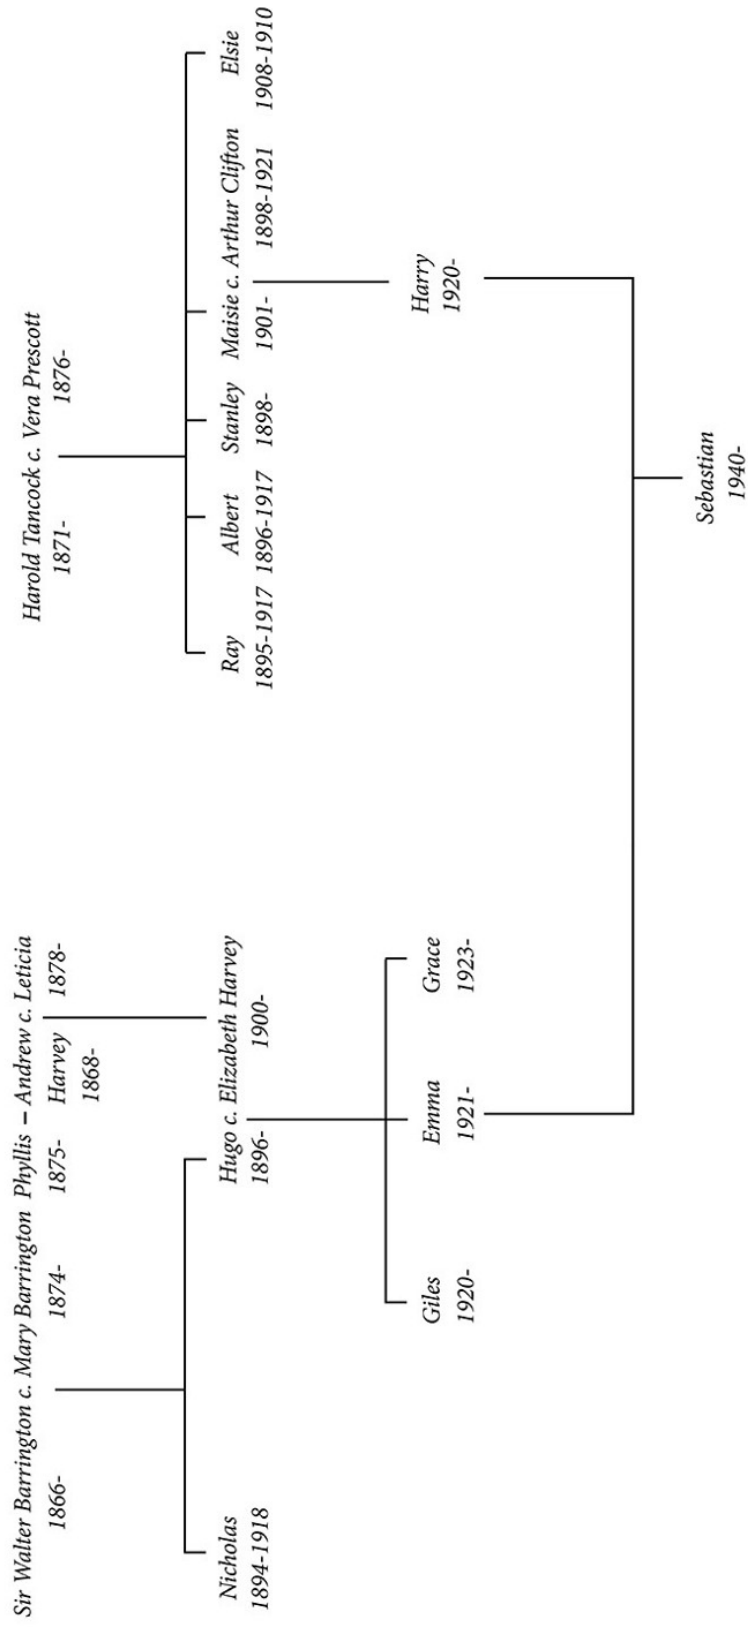 Sir Walter Barrington c. Mary Barrington Phyllis – Andrew c. Leticia
1866- 1874- 1875- Harvey 1878-
1868-
Nicholas
1894-1918
Hugo c. Elizabeth Harvey
1896- 1900-
Giles
1920-
Emma
1921-
Grace
1923-
Harold Tancock c. Vera Prescott
1871- 1876-
Ray
1895-1917
Albert
1896-1917
Stanley
1898-
Maisie c. Arthur Clifton
1901- 1898-1921
Elsie
1908-1910
Harry
1920-
Sebastian
1940-